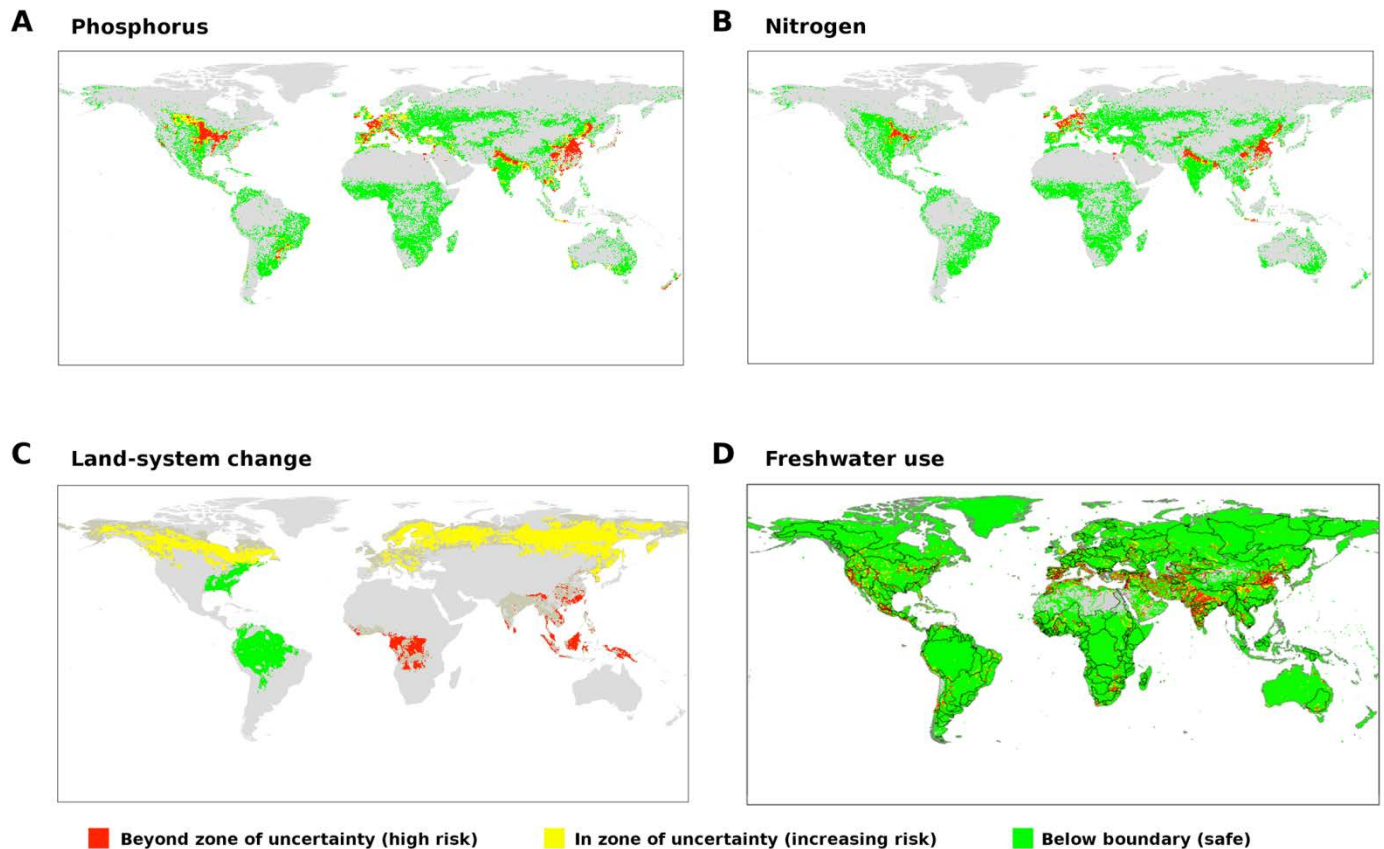 A Phosphorus
B Nitrogen
C Land-system change
D Freshwater use
Beyond zone of uncertainty (high risk)
In zone of uncertainty (increasing risk)
Below boundary (safe)